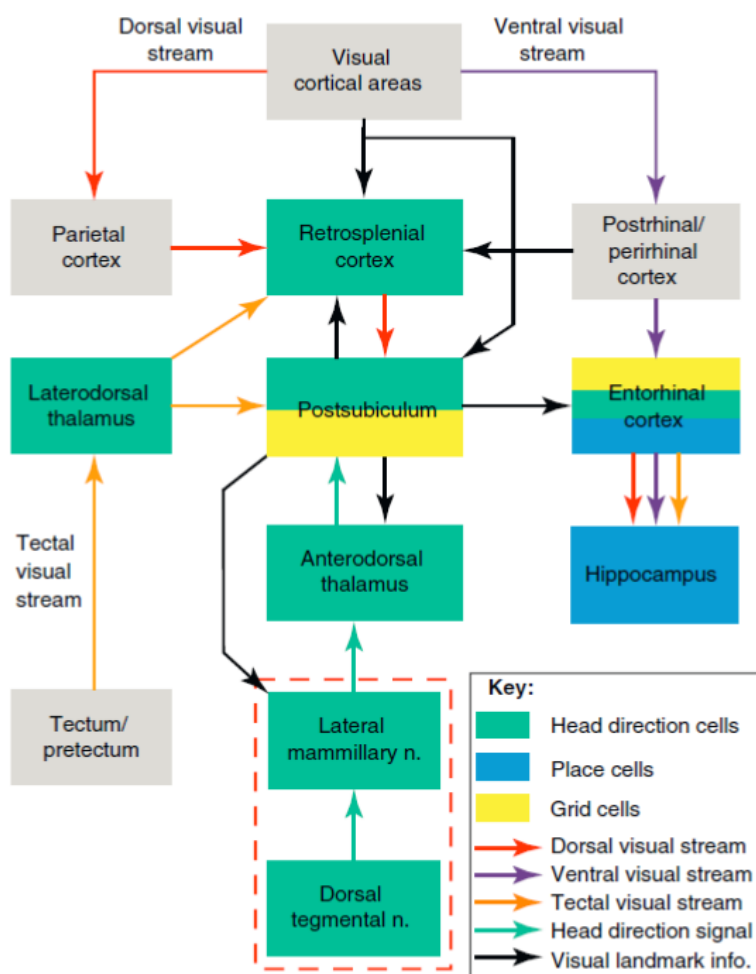 Dorsal visual
stream
Visual
cortical areas
Ventral visual
stream
Parietal
cortex
Retrosplenial
cortex
Postrhinal/
perirhinal
cortex
Laterodorsal
thalamus
Postsubiculum
Entorhinal
cortex
Tectal
visual
stream
Anterodorsal
thalamus
Hippocampus
Tectum/
pretectum
Lateral
mammillary n.
Dorsal
tegmental n.
Key:
Head direction cells
Place cells
Grid cells
Dorsal visual stream
Ventral visual stream
Tectal visual stream
Head direction signal
Visual landmark info.